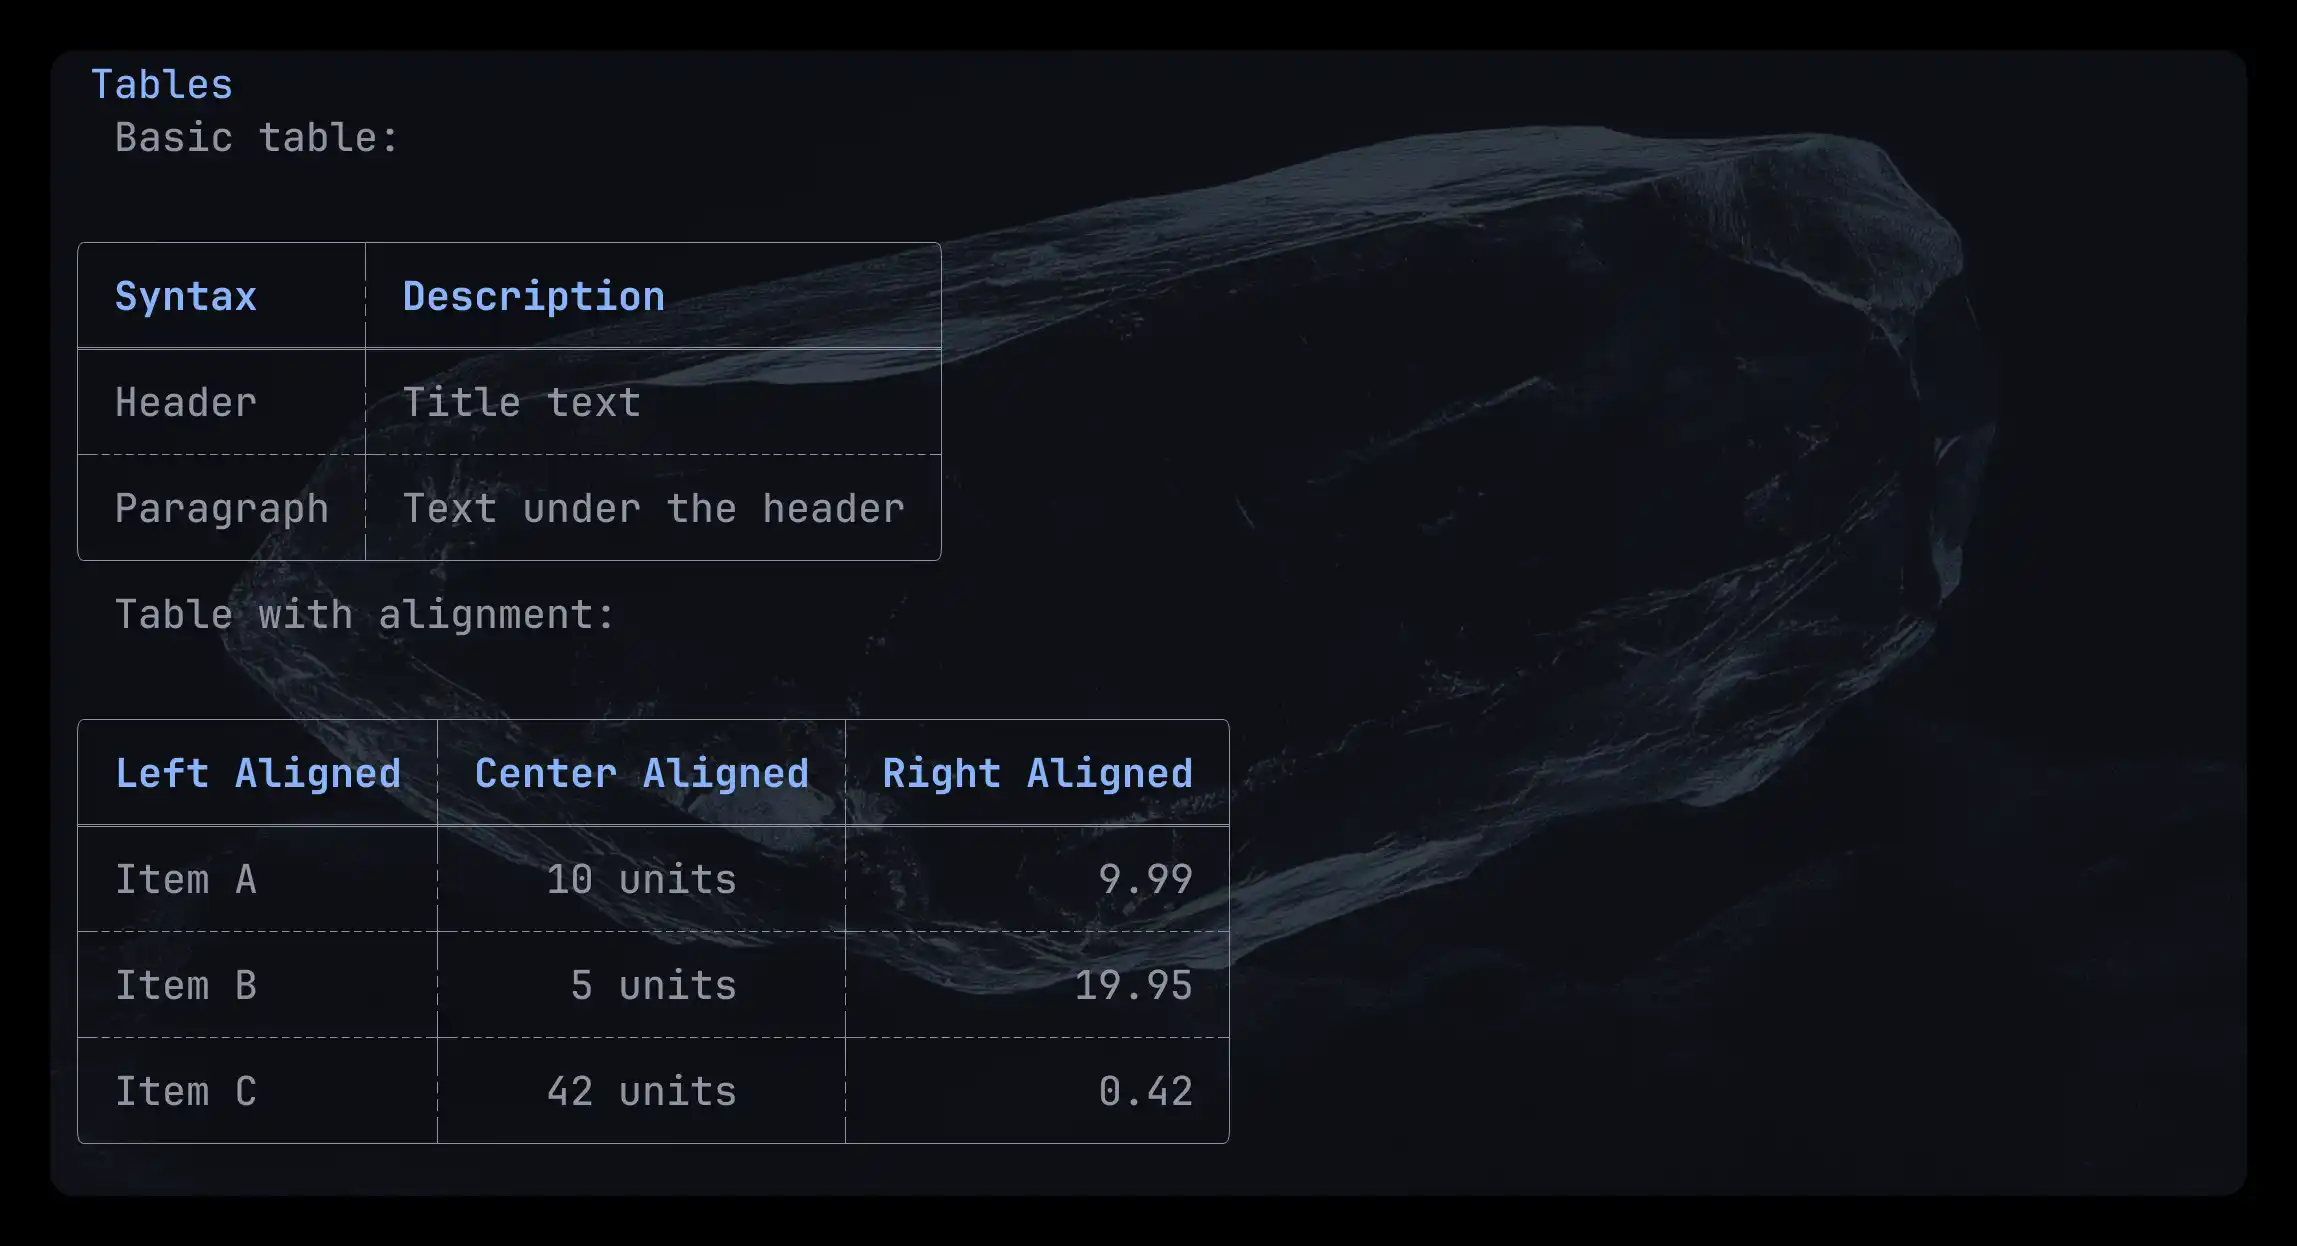 Tables
Basic table:
Syntax Description
Header Title text
Paragraph Text under the header
Table with alignment:
Left Aligned Center Aligned Right Aligned
Item A 10 units 9.99
Item B 5 units 19.95
Item C 42 units 0.42